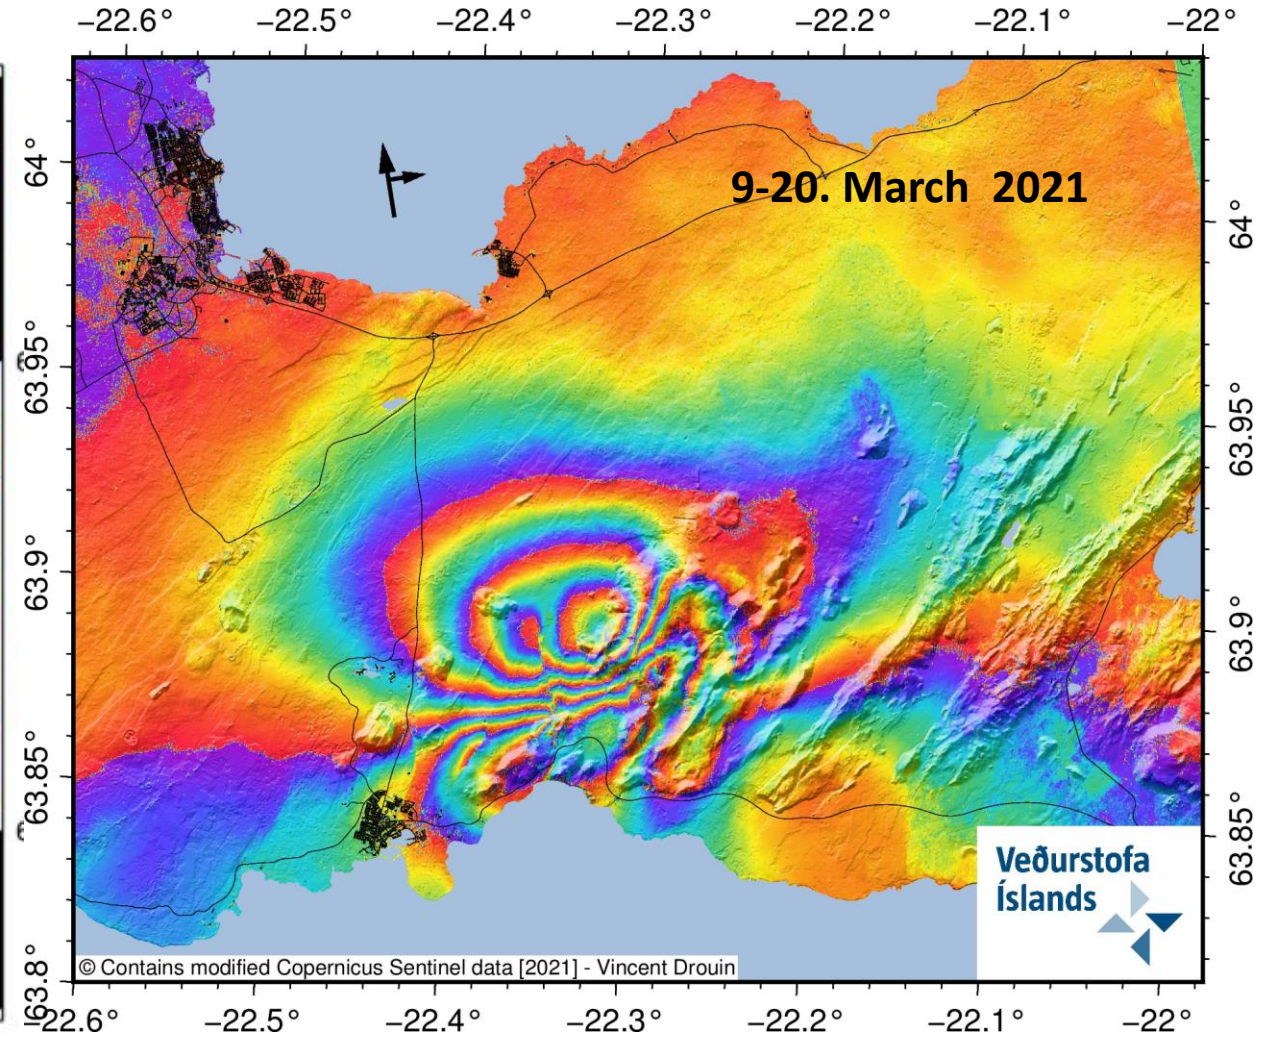 −22.6° −22.5° −22.4° −22.3° −22.2° −22.1° −22°
64°
9-20. March 2021
64°
63.95°
63.95°
63.9°
63.9°
63.85°
63.85°
Veðurstofa
Íslands
© Contains modified Copernicus Sentinel data [2021] - Vincent Drouin
63.8°
−22.6° −22.5° −22.4° −22.3° −22.2° −22.1° −22°